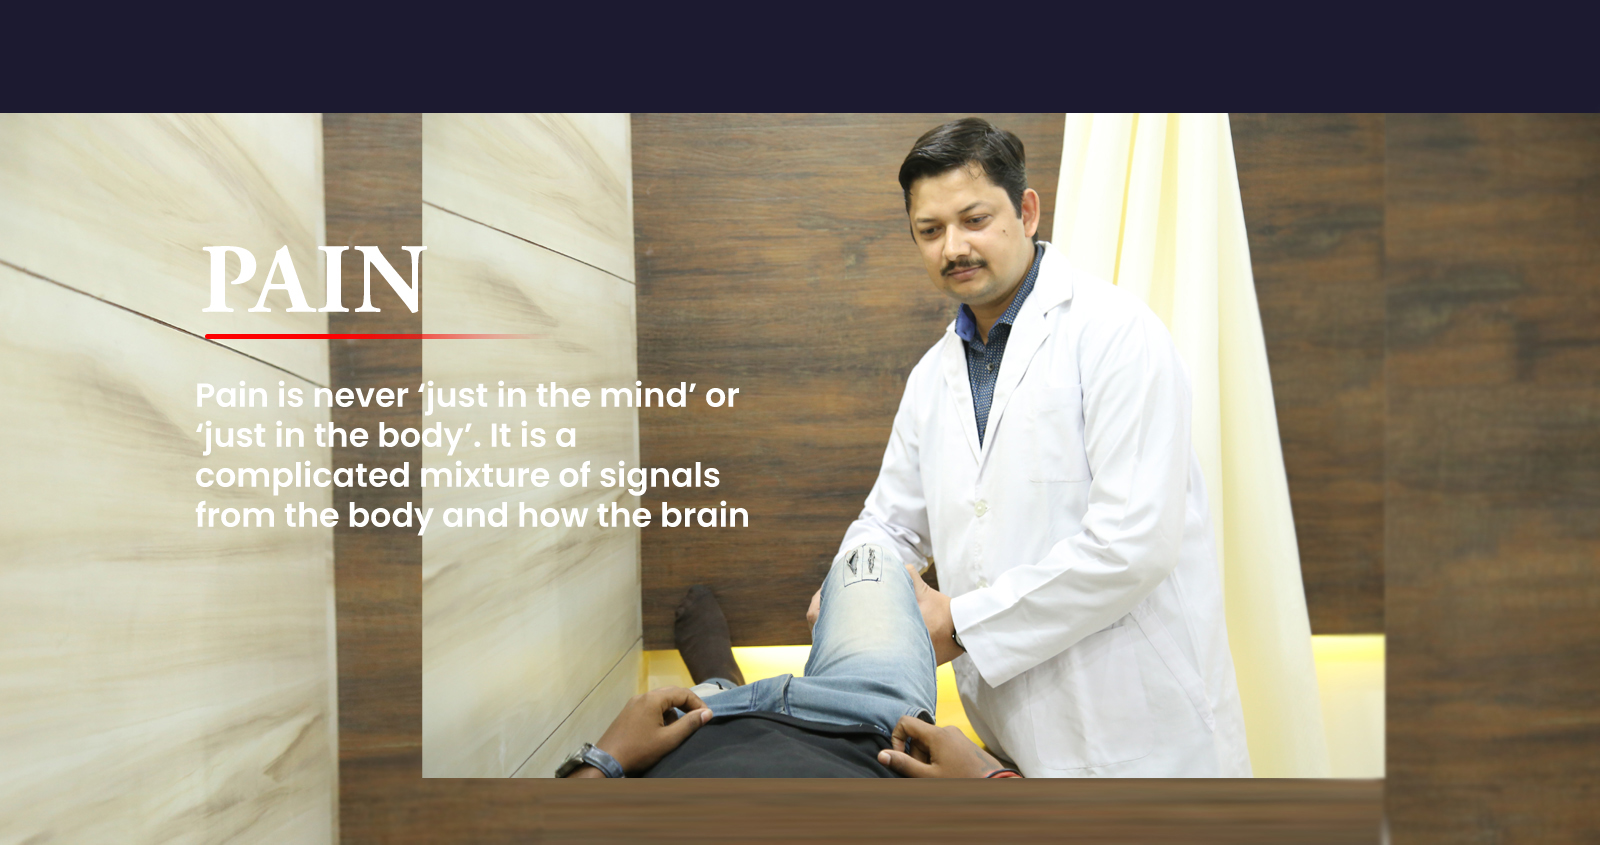 PAIN
Pain is never ‘just in the mind’ or
‘just in the body’. It is a
complicated mixture of signals
from the body and how the brain